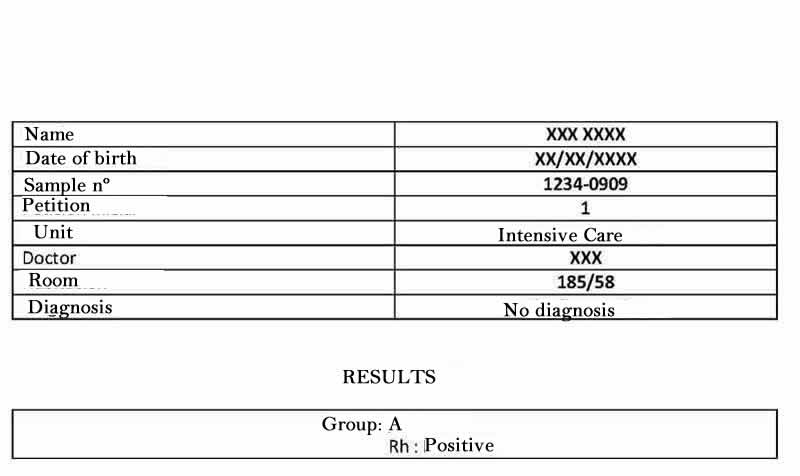 Name XXX XXXX
Date of birth XX/XX/XXXX
Sample nº 1234-0909
Petition 1
Unit Intensive Care
Doctor XXX
Room 185/58
Diagnosis No diagnosis
RESULTS
Group: A
Rh : Positive